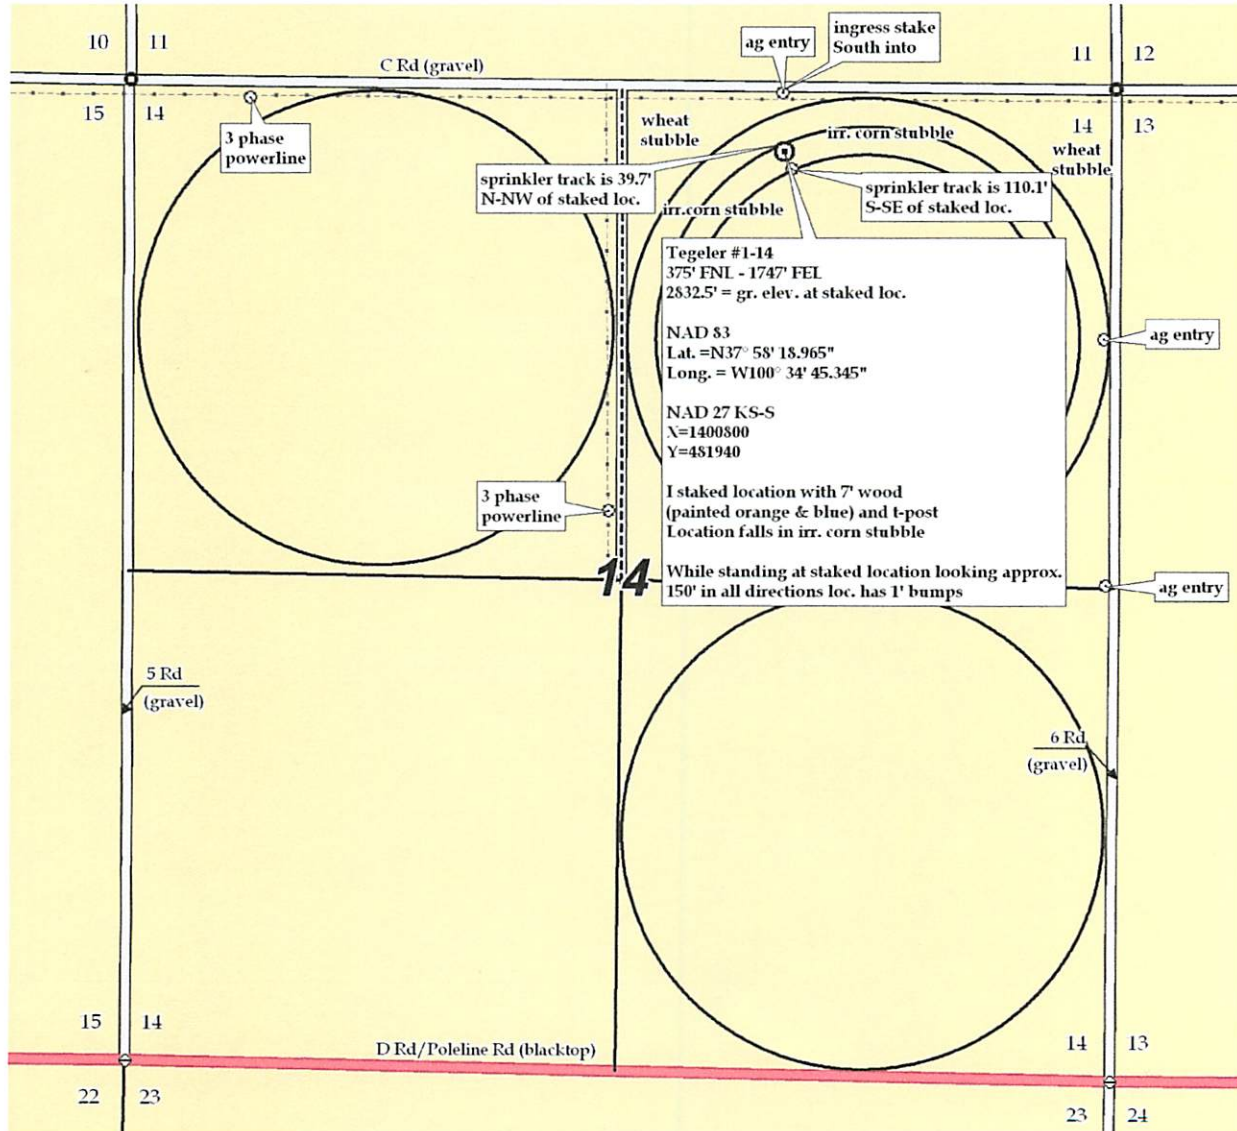 10 11
11 12
C Rd (gravel)
ag entry
ingress stake
South into
15 14
14 13
3 phase
powerline
wheat
stubble
irr. corn stubble
wheat
stubble
sprinkler track is 39.7'
N-NW of staked loc.
sprinkler track is 110.1'
S-SE of staked loc.
irr.corn stubble
Tegeler #1-14
375' FNL - 1747' FEL
2832.5' = gr. elev. at staked loc.
NAD 83
Lat. =N37° 58' 18.965"
Long. = W100° 34' 45.345"
NAD 27 KS-S
X=1400800
Y=481940
I staked location with 7' wood
(painted orange & blue) and t-post
Location falls in irr. corn stubble
While standing at staked location looking approx.
150' in all directions loc. has 1' bumps
ag entry
3 phase
powerline
14
ag entry
5 Rd
(gravel)
6 Rd
(gravel)
15 14
14 13
D Rd/Poleline Rd (blacktop)
22 23
23 24